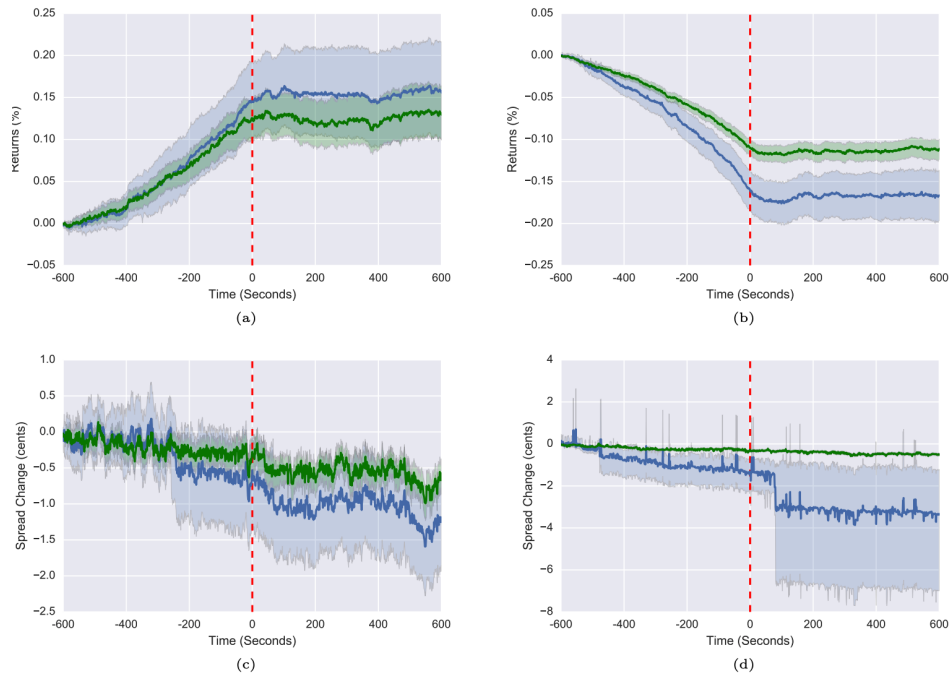 0.25
0.20
0.15
0.10
0.05
0.00
−0.05
Returns (%)
-600 -400 -200 0 200 400 600
Time (Seconds)
(a)
0.05
0.00
−0.05
−0.10
−0.15
−0.20
−0.25
Returns (%)
-600 -400 -200 0 200 400 600
Time (Seconds)
(b)
1.0
0.5
0.0
−0.5
−1.0
−1.5
−2.0
−2.5
Spread Change (cents)
-600 -400 -200 0 200 400 600
Time (Seconds)
(c)
4
2
0
−2
−4
−6
−8
Spread Change (cents)
-600 -400 -200 0 200 400 600
Time (Seconds)
(d)